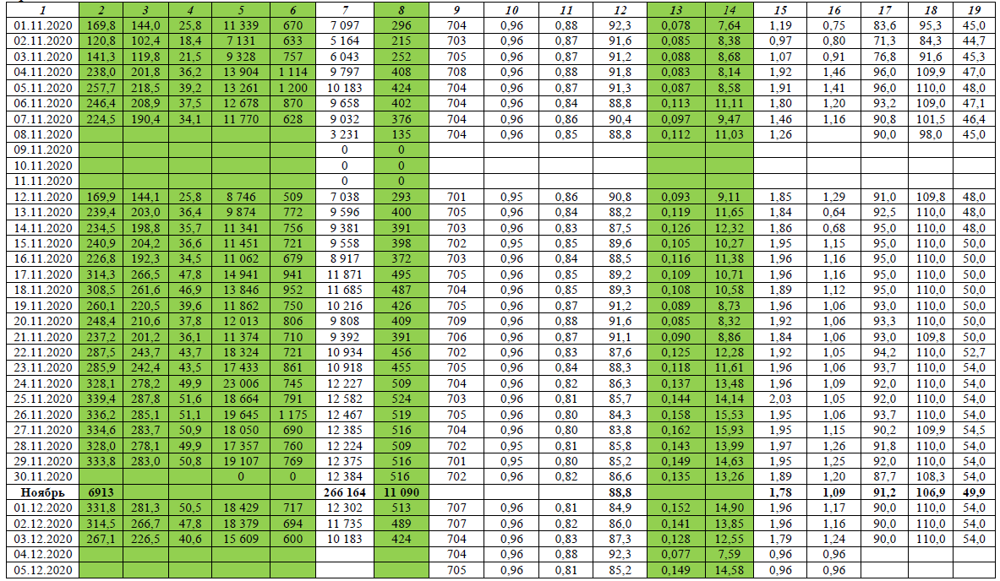 1 2 3 4 5 6 7 8 9 10 11 12 13 14 15 16 17 18 19
01.11.2020 169,8 144,0 25,8 11 339 670 7 097 296 704 0,96 0,88 92,3 0,078 7,64 1,19 0,75 83,6 95,3 45,0
02.11.2020 120,8 102,4 18,4 7 131 633 5 164 215 703 0,96 0,87 91,6 0,085 8,38 0,97 0,80 71,3 84,3 44,7
03.11.2020 141,3 119,8 21,5 9 328 757 6 043 252 705 0,96 0,87 91,2 0,088 8,68 1,07 0,91 76,8 91,6 45,3
04.11.2020 238,0 201,8 36,2 13 904 1 114 9 797 408 708 0,96 0,88 91,8 0,083 8,14 1,92 1,46 96,0 109,9 47,0
05.11.2020 257,7 218,5 39,2 13 261 1 200 10 183 424 704 0,96 0,87 91,3 0,087 8,58 1,91 1,41 96,0 110,0 48,0
06.11.2020 246,4 208,9 37,5 12 678 870 9 658 402 704 0,96 0,84 88,8 0,113 11,11 1,80 1,20 93,2 109,0 47,1
07.11.2020 224,5 190,4 34,1 11 770 628 9 032 376 704 0,96 0,86 90,4 0,097 9,47 1,46 1,16 90,8 101,5 46,4
08.11.2020 3 231 135 704 0,96 0,85 88,8 0,112 11,03 1,26 90,0 98,0 45,0
09.11.2020 0 0
10.11.2020 0 0
11.11.2020 0 0
12.11.2020 169,9 144,1 25,8 8 746 509 7 038 293 701 0,95 0,86 90,8 0,093 9,11 1,85 1,29 91,0 109,8 48,0
13.11.2020 239,4 203,0 36,4 9 874 772 9 596 400 705 0,96 0,84 88,2 0,119 11,65 1,84 0,64 92,5 110,0 48,0
14.11.2020 234,5 198,8 35,7 11 341 756 9 381 391 703 0,96 0,83 87,5 0,126 12,32 1,86 0,68 95,0 110,0 48,0
15.11.2020 240,9 204,2 36,6 11 451 721 9 558 398 702 0,95 0,85 89,6 0,105 10,27 1,95 1,15 95,0 110,0 50,0
16.11.2020 226,8 192,3 34,5 11 062 679 8 917 372 703 0,96 0,84 88,5 0,116 11,38 1,96 1,16 95,0 110,0 50,0
17.11.2020 314,3 266,5 47,8 14 941 941 11 871 495 705 0,96 0,85 89,2 0,109 10,71 1,96 1,16 95,0 110,0 50,0
18.11.2020 308,5 261,6 46,9 13 846 952 11 685 487 704 0,96 0,85 89,3 0,108 10,58 1,89 1,12 95,0 110,0 50,0
19.11.2020 260,1 220,5 39,6 11 862 750 10 216 426 705 0,96 0,87 91,2 0,089 8,73 1,96 1,06 93,0 110,0 50,0
20.11.2020 248,4 210,6 37,8 12 013 806 9 808 409 709 0,96 0,88 91,6 0,085 8,32 1,92 1,06 93,3 110,0 50,0
21.11.2020 237,2 201,2 36,1 11 374 710 9 392 391 706 0,96 0,87 91,1 0,090 8,86 1,84 1,06 93,0 109,8 50,0
22.11.2020 287,5 243,7 43,7 18 324 721 10 934 456 702 0,96 0,83 87,6 0,125 12,28 1,92 1,05 94,2 110,0 52,7
23.11.2020 285,9 242,4 43,5 17 433 861 10 918 455 705 0,96 0,84 88,3 0,118 11,61 1,96 1,06 93,7 110,0 54,0
24.11.2020 328,1 278,2 49,9 23 006 745 12 227 509 704 0,96 0,82 86,3 0,137 13,48 1,96 1,09 92,0 110,0 54,0
25.11.2020 339,4 287,8 51,6 18 664 791 12 582 524 703 0,96 0,81 85,7 0,144 14,14 2,03 1,05 92,0 110,0 54,0
26.11.2020 336,2 285,1 51,1 19 645 1 175 12 467 519 705 0,96 0,80 84,3 0,158 15,53 1,95 1,06 93,7 110,0 54,0
27.11.2020 334,6 283,7 50,9 18 050 690 12 385 516 704 0,96 0,80 83,8 0,162 15,93 1,95 1,15 90,2 109,9 54,5
28.11.2020 328,0 278,1 49,9 17 357 760 12 224 509 702 0,95 0,81 85,8 0,143 13,99 1,97 1,26 91,8 110,0 54,0
29.11.2020 333,8 283,0 50,8 19 107 769 12 375 516 701 0,95 0,80 85,2 0,149 14,63 1,95 1,25 92,0 110,0 54,0
30.11.2020 0 0 12 384 516 702 0,96 0,82 86,6 0,135 13,26 1,89 1,20 87,7 108,3 54,0
Ноябрь 6913 266 164 11 090 88,8 1,78 1,09 91,2 106,9 49,9
01.12.2020 331,8 281,3 50,5 18 429 717 12 302 513 707 0,96 0,81 84,9 0,152 14,90 1,96 1,17 90,0 110,0 54,0
02.12.2020 314,5 266,7 47,8 18 379 694 11 735 489 707 0,96 0,82 86,0 0,141 13,85 1,96 1,16 90,0 110,0 54,0
03.12.2020 267,1 226,5 40,6 15 609 600 10 183 424 704 0,96 0,83 87,3 0,128 12,55 1,79 1,24 90,0 110,0 54,0
04.12.2020 704 0,96 0,88 92,3 0,077 7,59 0,96 0,96
05.12.2020 705 0,96 0,81 85,2 0,149 14,58 0,96 0,96